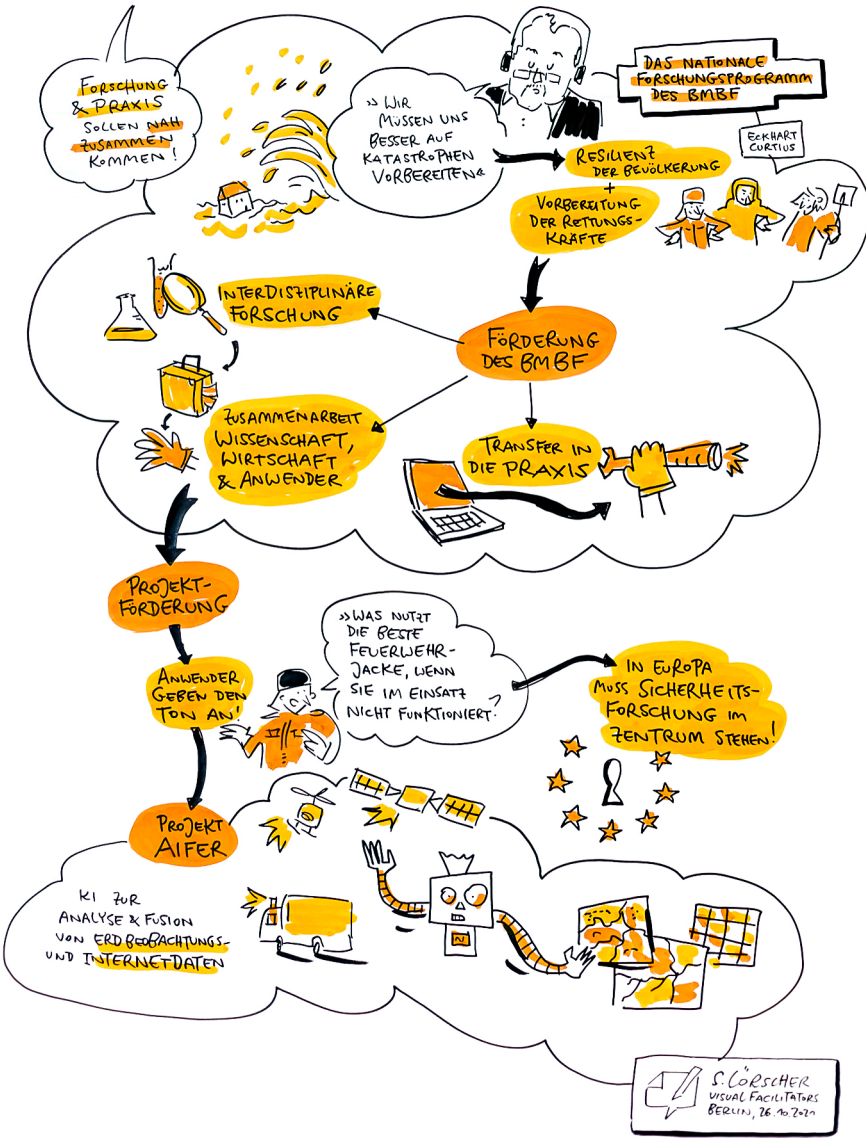 FORSCHUNG
& PRAXIS
SOLLEN NAH
ZUSAMMEN
KOMMEN!
»WIR
MÜSSEN UNS
BESSER AUF
KATASTROPHEN
VORBEREITEN«
DAS NATIONALE
FORSCHUNGSPROGRAMM
DES BMBF
ECKHART
CURTIUS
RESILIENZ
DER BEVÖLKERUNG
+
VORBEREITUNG
DER RETTUNGS-
KRÄFTE
INTERDISZIPLINÄRE
FORSCHUNG
FÖRDERUNG
DES BMBF
ZUSAMMENARBEIT
WISSENSCHAFT,
WIRTSCHAFT
& ANWENDER
TRANSFER IN
DIE PRAXIS
PROJEKT-
FÖRDERUNG
ANWENDER
GEBEN DEN
TON AN!
»WAS NUTZT
DIE BESTE
FEUERWEHR-
JACKE, WENN
SIE IM EINSATZ
NICHT FUNKTIONIERT?
IN EUROPA
MUSS SICHERHEITS-
FORSCHUNG IM
ZENTRUM STEHEN!
PROJEKT
AIFER
KI ZUR
ANALYSE & FUSION
VON ERDBEOBACHTUNGS-
UND INTERNETDATEN
S. LÖRSCHER
VISUAL FACILITATORS
BERLIN, 26.10.2021